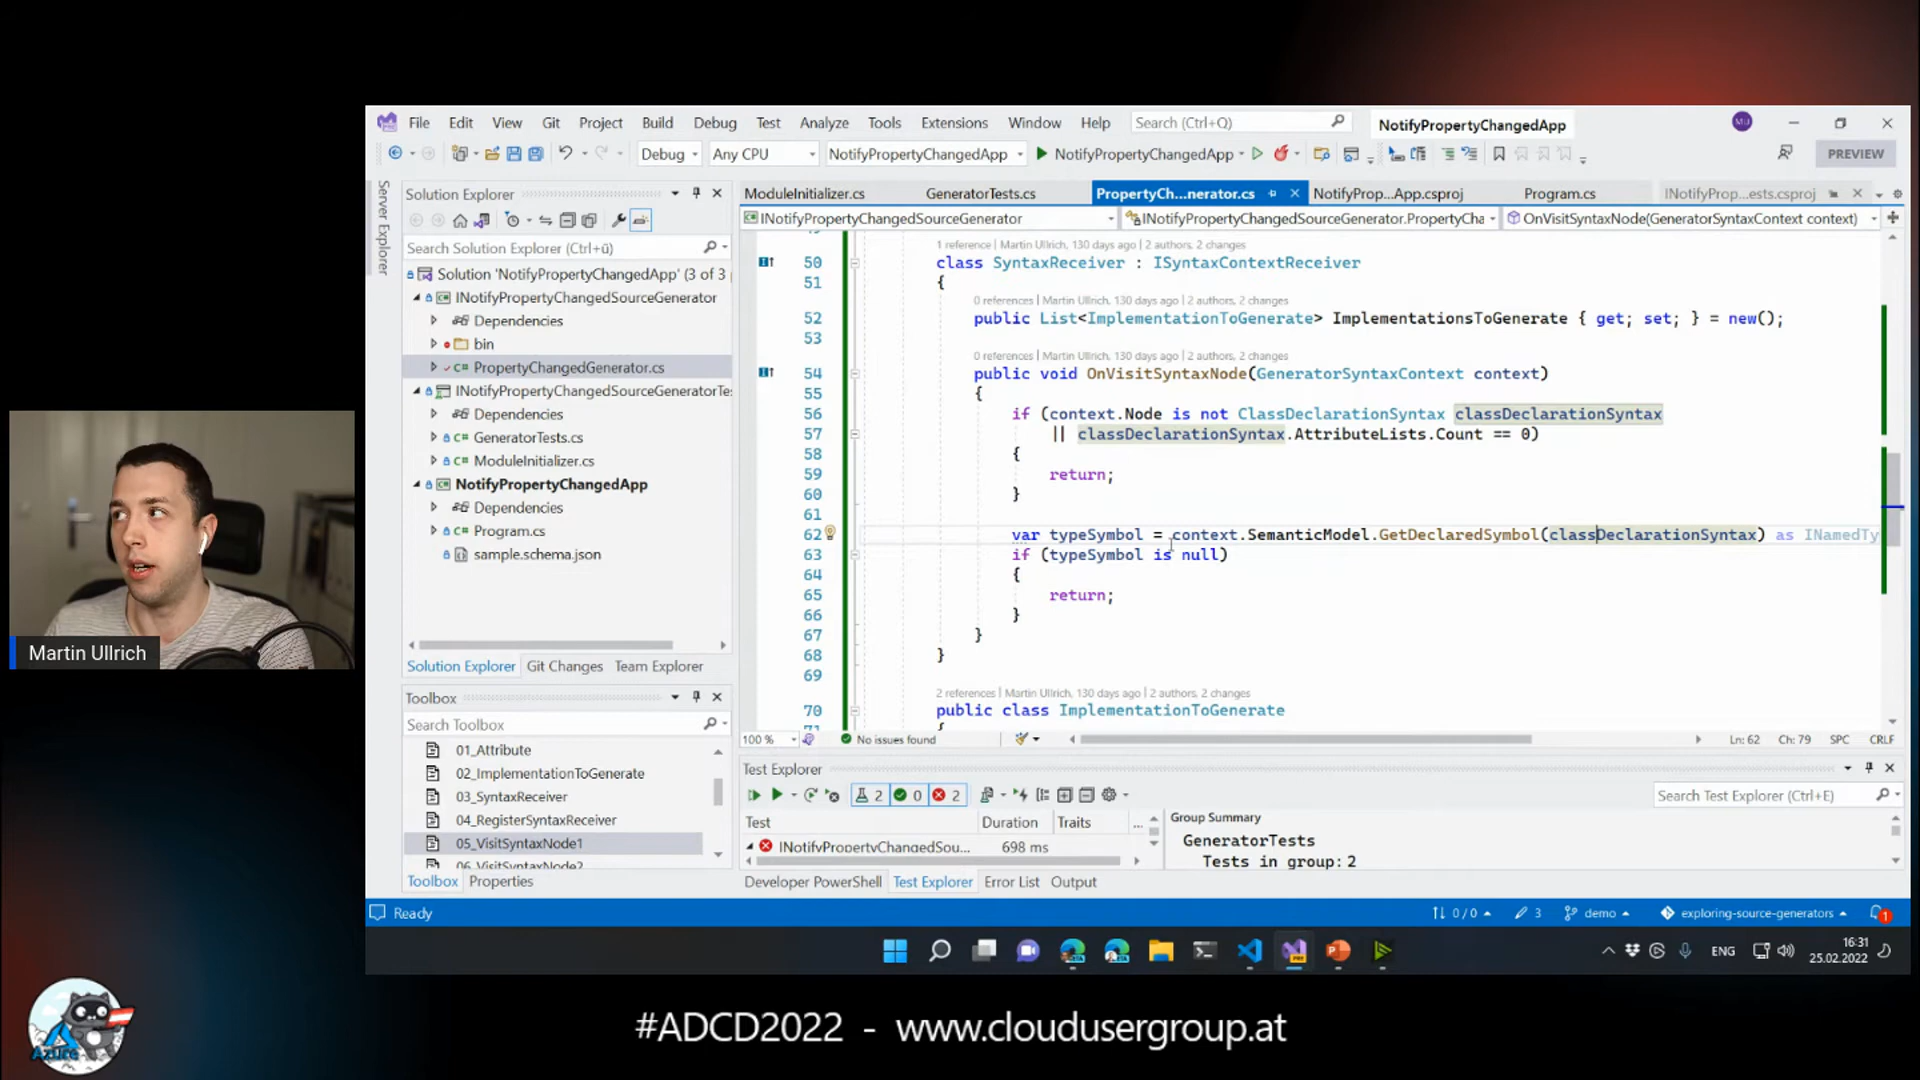 File Edit View Git Project Build Debug Test Analyze Tools Extensions Window Help Search (Ctrl+Q) NotifyPropertyChangedApp MU
Debug Any CPU NotifyPropertyChangedApp NotifyPropertyChangedApp PREVIEW
Server Explorer
Solution Explorer
Search Solution Explorer (Ctrl+ü)
Solution 'NotifyPropertyChangedApp' (3 of 3
INotifyPropertyChangedSourceGenerator
Dependencies
bin
C# PropertyChangedGenerator.cs
INotifyPropertyChangedSourceGeneratorTe
Dependencies
C# GeneratorTests.cs
C# ModuleInitializer.cs
NotifyPropertyChangedApp
Dependencies
C# Program.cs
sample.schema.json
Solution Explorer Git Changes Team Explorer
Toolbox
Search Toolbox
01_Attribute
02_ImplementationToGenerate
03_SyntaxReceiver
04_RegisterSyntaxReceiver
05_VisitSyntaxNode1
06_VisitSyntaxNode2
Toolbox Properties
ModuleInitializer.cs GeneratorTests.cs PropertyCh...nerator.cs NotifyProp...App.csproj Program.cs INotifyProp...ests.csproj
INotifyPropertyChangedSourceGenerator INotifyPropertyChangedSourceGenerator.PropertyCha OnVisitSyntaxNode(GeneratorSyntaxContext context)
1 reference | Martin Ullrich, 130 days ago | 2 authors, 2 changes
50 class SyntaxReceiver : ISyntaxContextReceiver
51 {
0 references | Martin Ullrich, 130 days ago | 2 authors, 2 changes
52 public List<ImplementationToGenerate> ImplementationsToGenerate { get; set; } = new();
53
0 references | Martin Ullrich, 130 days ago | 2 authors, 2 changes
54 public void OnVisitSyntaxNode(GeneratorSyntaxContext context)
55 {
56 if (context.Node is not ClassDeclarationSyntax classDeclarationSyntax
57 || classDeclarationSyntax.AttributeLists.Count == 0)
58 {
59 return;
60 }
61
62 var typeSymbol = context.SemanticModel.GetDeclaredSymbol(classDeclarationSyntax) as INamedTy
63 if (typeSymbol is null)
64 {
65 return;
66 }
67 }
68 }
69
2 references | Martin Ullrich, 130 days ago | 2 authors, 2 changes
70 public class ImplementationToGenerate
100 % No issues found Ln: 62 Ch: 79 SPC CRLF
Test Explorer
2 0 2 Search Test Explorer (Ctrl+E)
Test Duration Traits ...
INotifyPropertyChangedSou... 698 ms
Group Summary
GeneratorTests
Tests in group: 2
Developer PowerShell Test Explorer Error List Output
Ready 0 / 0 3 demo exploring-source-generators 1
ENG 16:31
25.02.2022
Martin Ullrich
Azure
#ADCD2022 - www.cloudusergroup.at